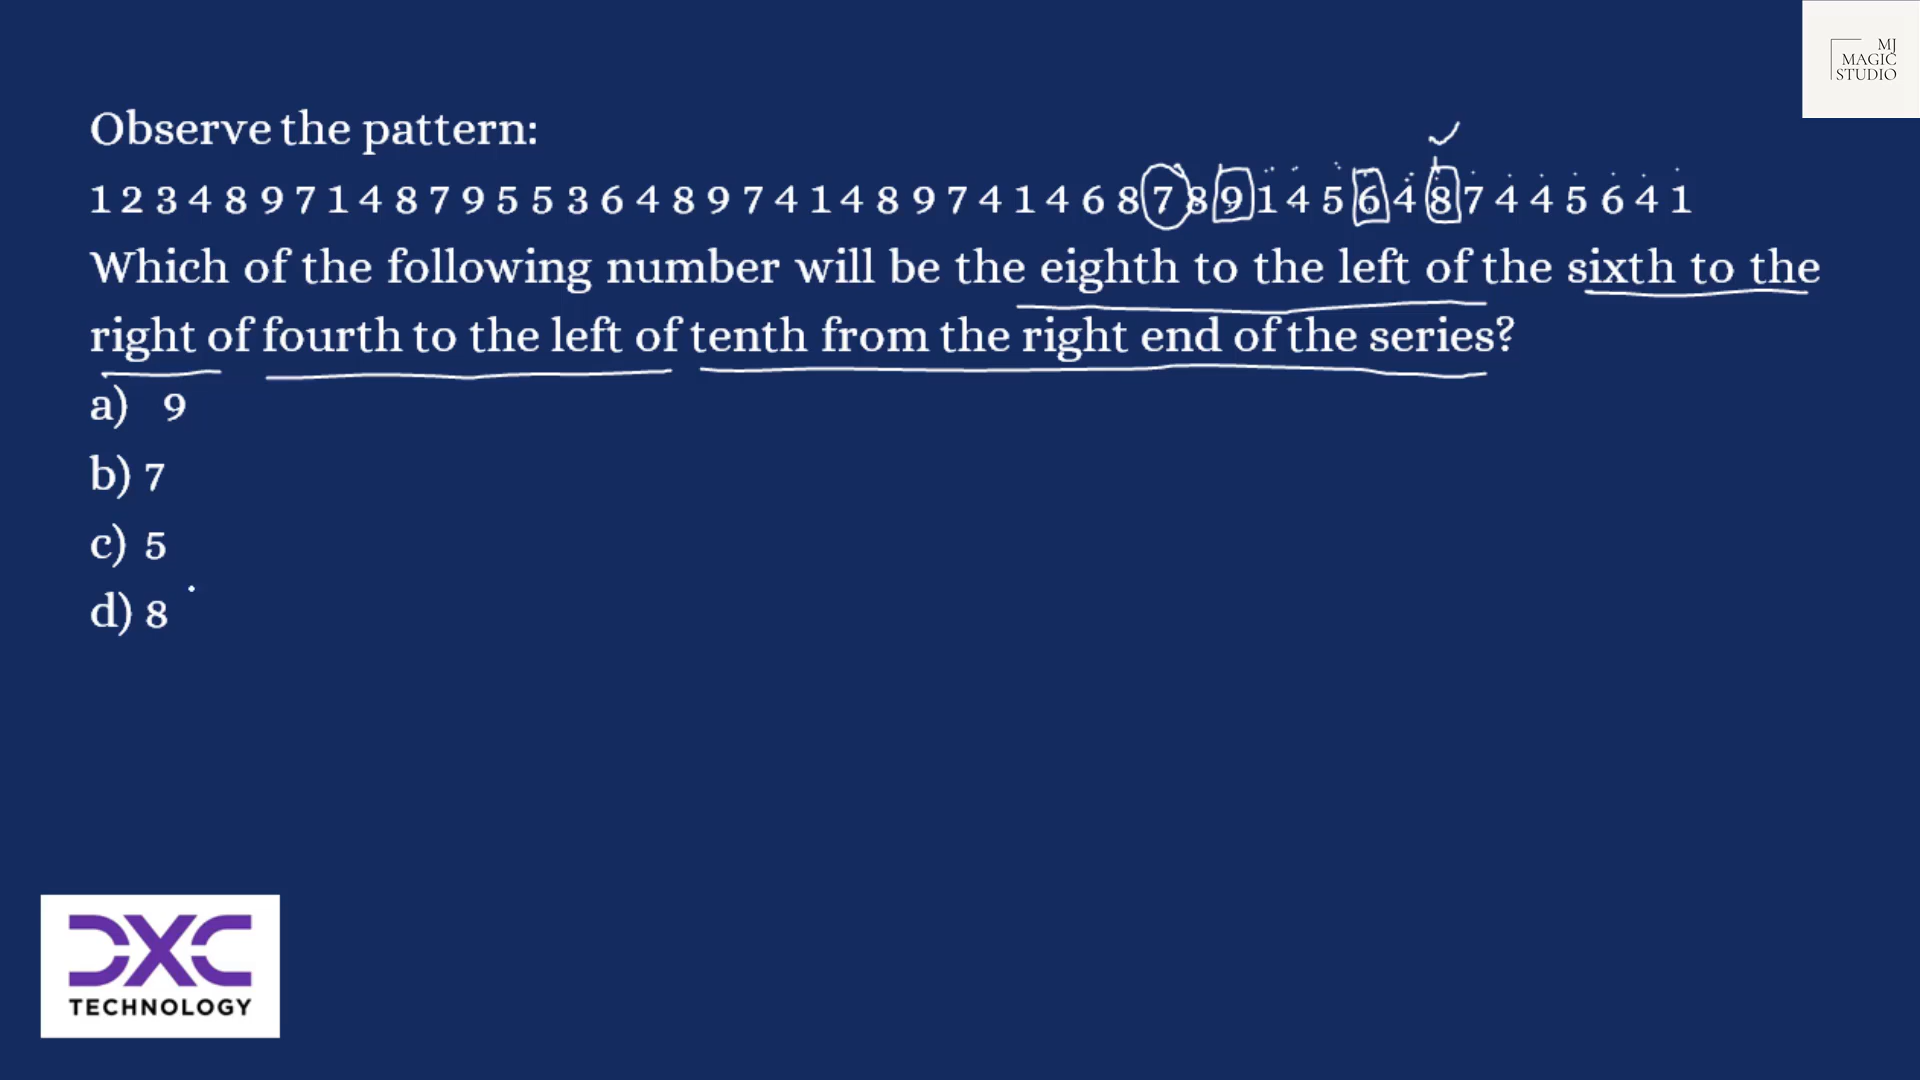 MJ
MAGIC
STUDIO
Observe the pattern:
1 2 3 4 8 9 7 1 4 8 7 9 5 5 3 6 4 8 9 7 4 1 4 8 9 7 4 1 4 6 8 7 8 9 1 4 5 6 4 8 7 4 4 5 6 4 1
Which of the following number will be the eighth to the left of the sixth to the
right of fourth to the left of tenth from the right end of the series?
a) 9
b) 7
c) 5
d) 8
DXC
TECHNOLOGY